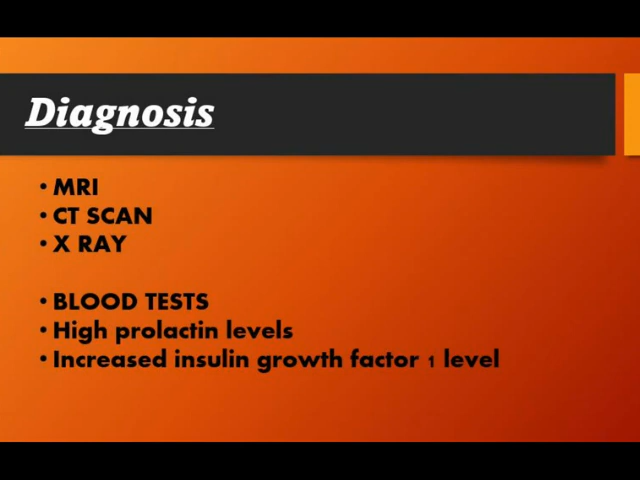 Diagnosis
• MRI
• CT SCAN
• X RAY
• BLOOD TESTS
• High prolactin levels
• Increased insulin growth factor 1 level